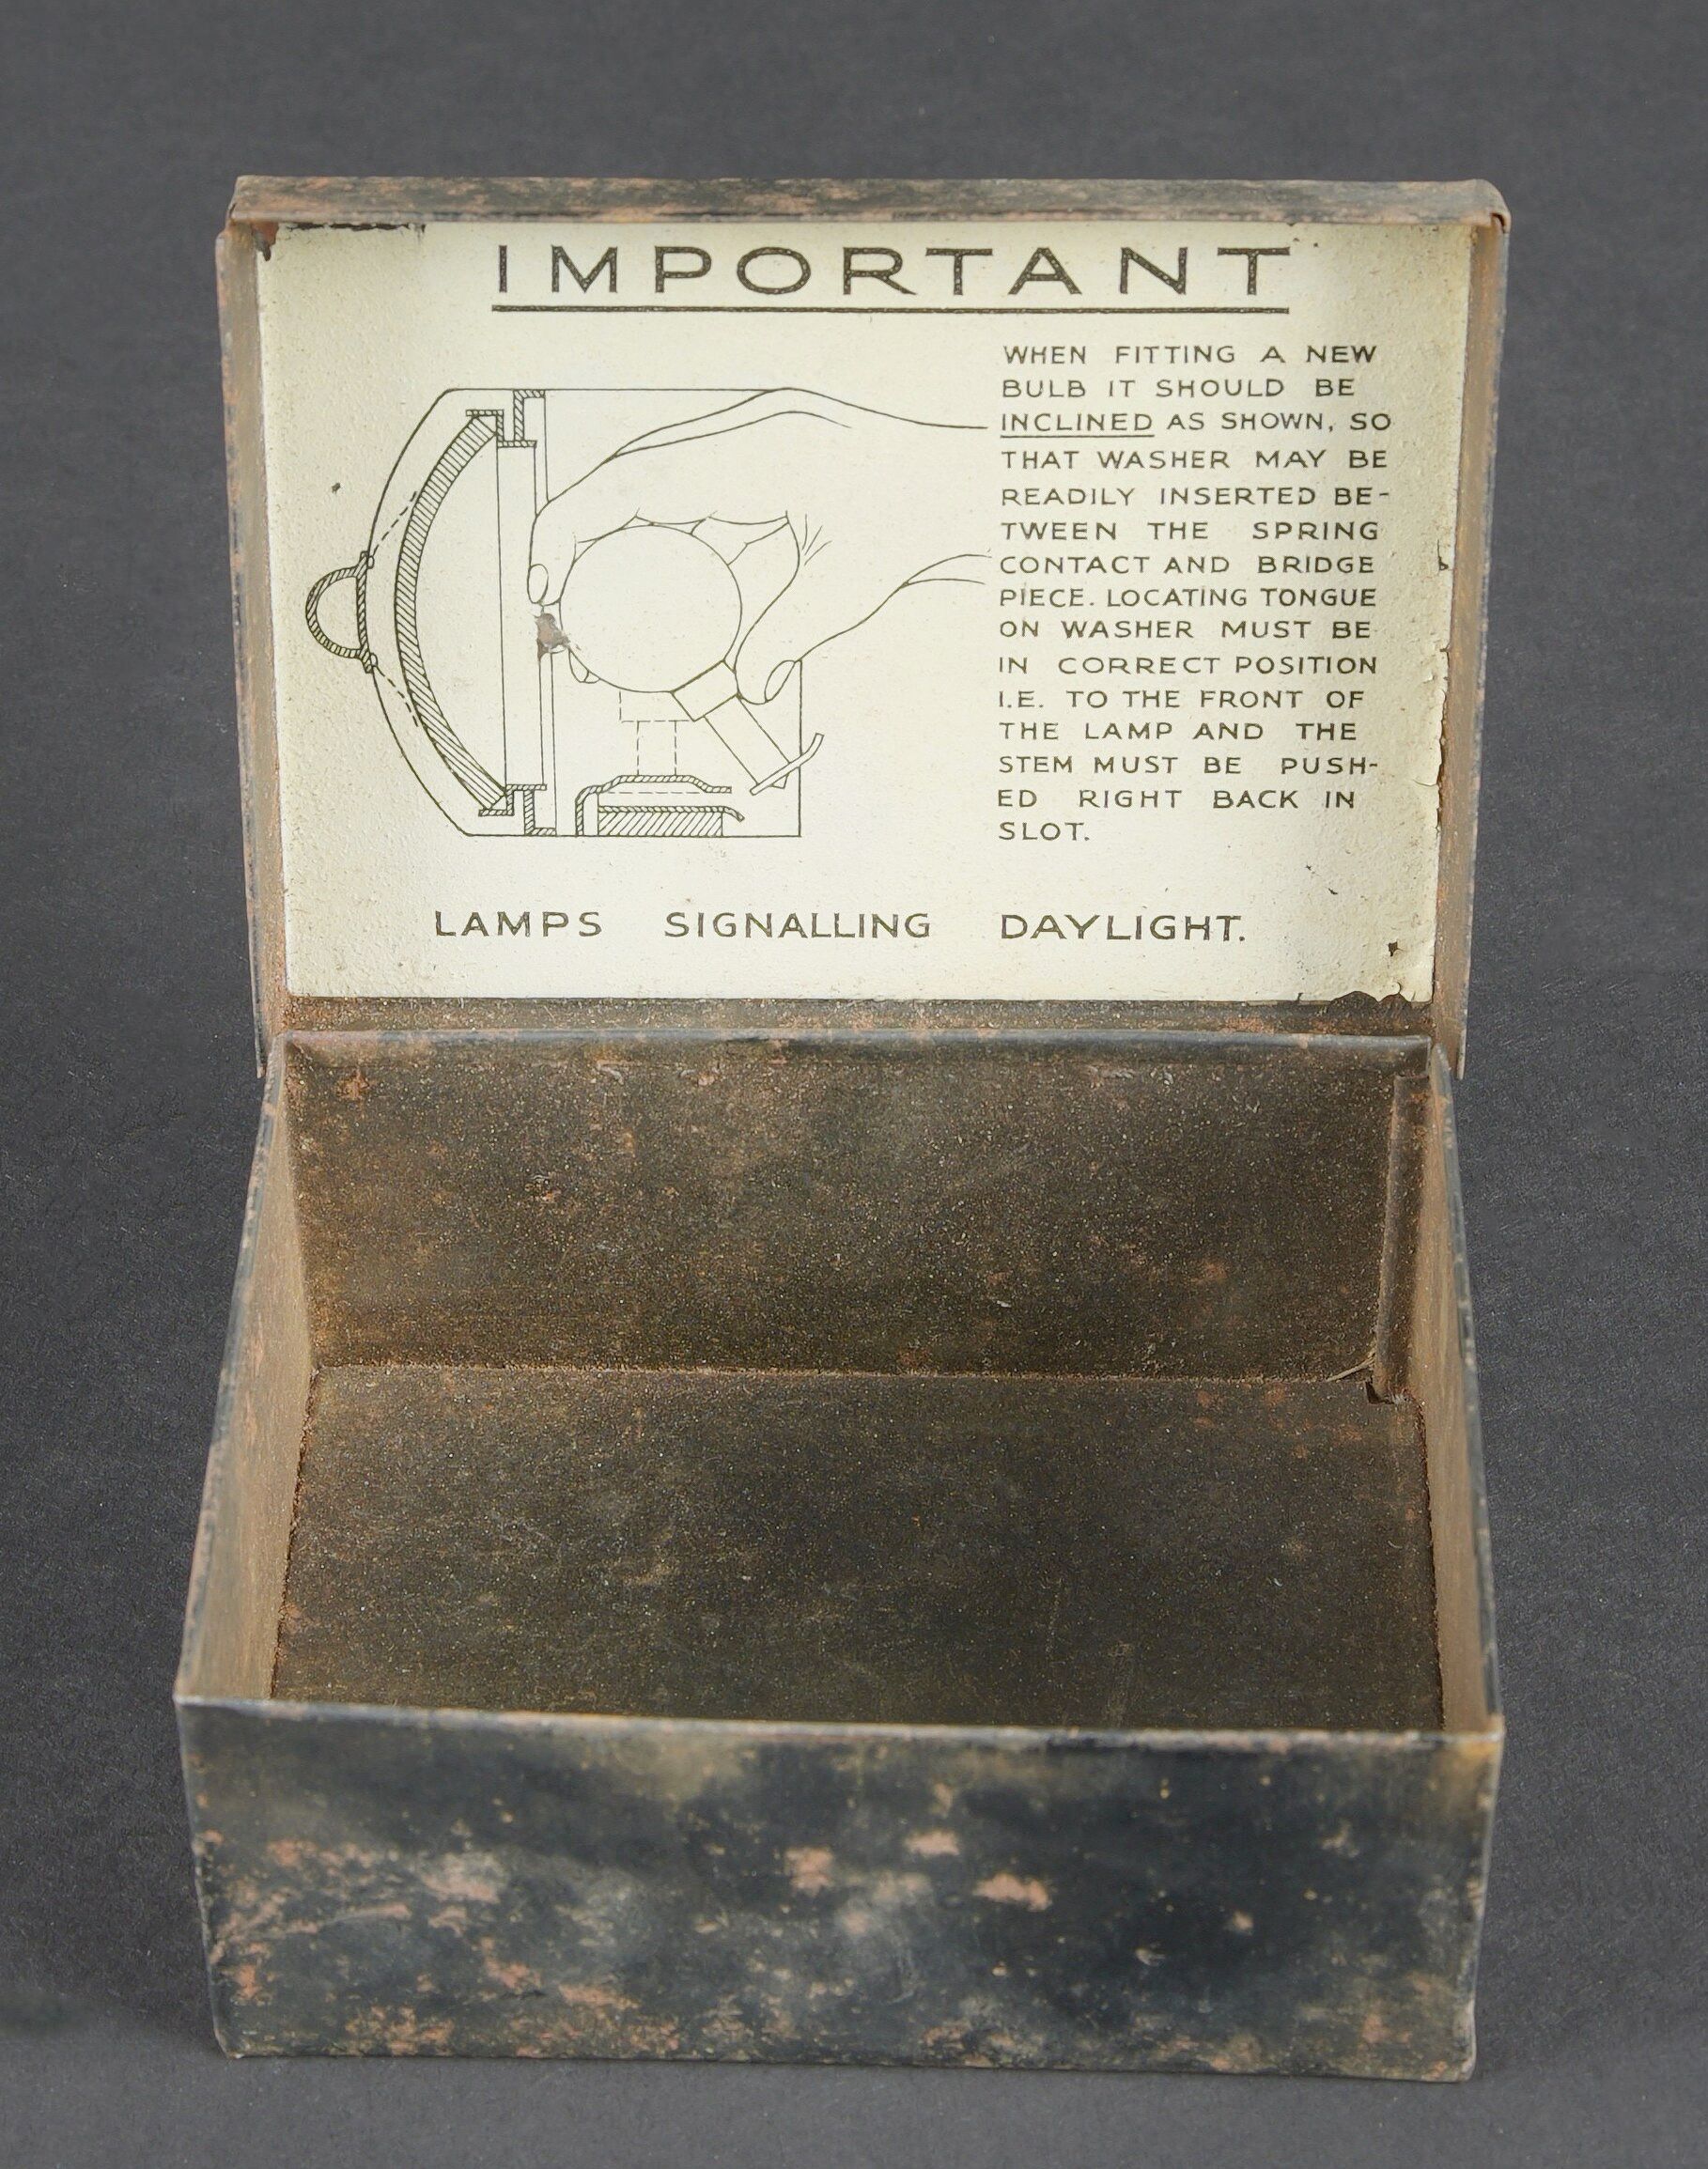 IMPORTANT
WHEN FITTING A NEW
BULB IT SHOULD BE
INCLINED AS SHOWN, SO
THAT WASHER MAY BE
READILY INSERTED BE-
TWEEN THE SPRING
CONTACT AND BRIDGE
PIECE. LOCATING TONGUE
ON WASHER MUST BE
IN CORRECT POSITION
I.E. TO THE FRONT OF
THE LAMP AND THE
STEM MUST BE PUSH-
ED RIGHT BACK IN
SLOT.
LAMPS SIGNALLING DAYLIGHT.